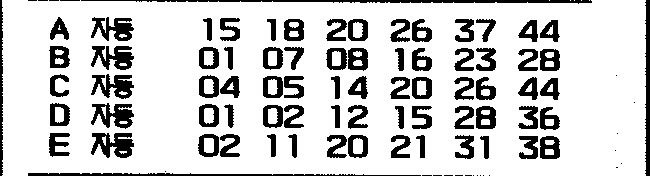 A 자동 15 18 20 26 37 44
B 자동 01 07 08 16 23 28
C 자동 04 05 14 20 26 44
D 자동 01 02 12 15 28 36
E 자동 02 11 20 21 31 38